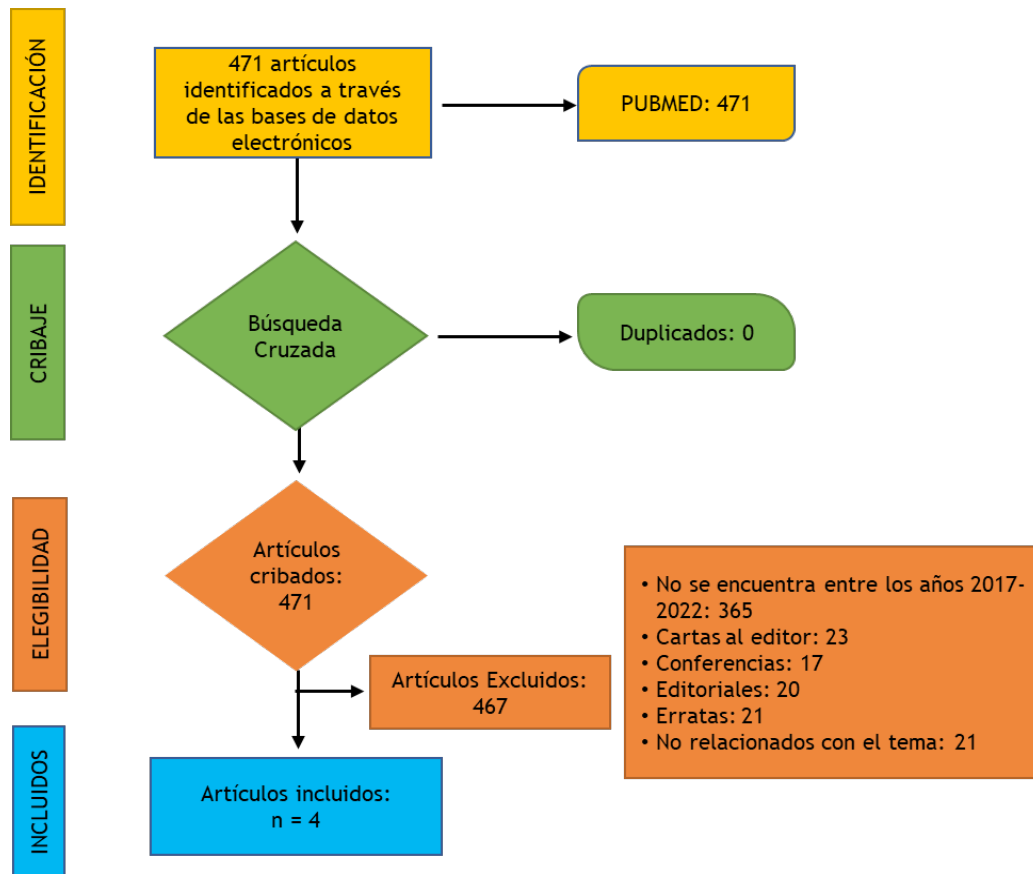 IDENTIFICACIÓN
471 artículos
identificados a través
de las bases de datos
electrónicos
PUBMED: 471
CRIBAJE
Búsqueda
Cruzada
Duplicados: 0
ELEGIBILIDAD
Artículos
cribados:
471
Artículos Excluidos:
467
• No se encuentra entre los años 2017-
2022: 365
• Cartas al editor: 23
• Conferencias: 17
• Editoriales: 20
• Erratas: 21
• No relacionados con el tema: 21
INCLUIDOS
Artículos incluidos:
n = 4